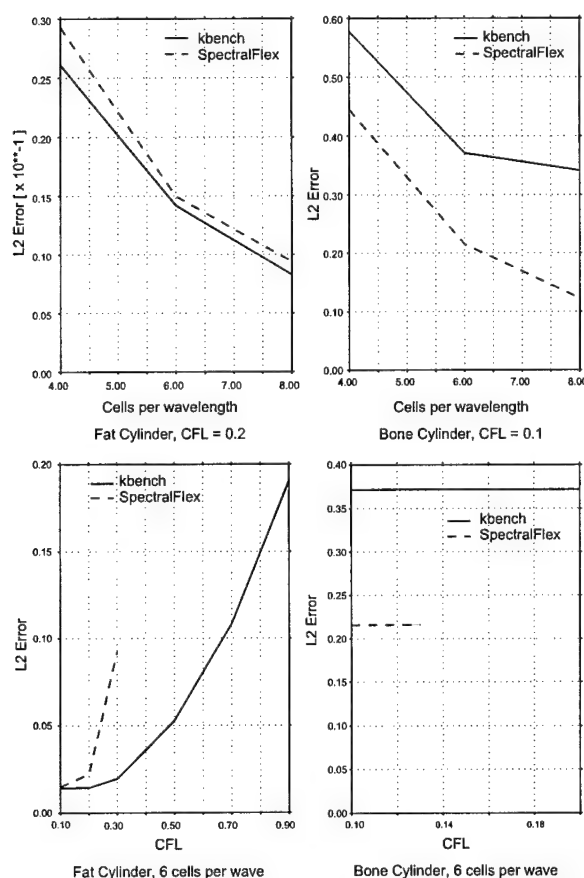 kbench
SpectralFlex
0.30
0.25
0.20
0.15
0.10
0.05
0.00
L2 Error [ x 10**-1 ]
4.00 5.00 6.00 7.00 8.00
Cells per wavelength
Fat Cylinder, CFL = 0.2
kbench
SpectralFlex
0.60
0.50
0.40
0.30
0.20
0.10
0.00
L2 Error
4.00 5.00 6.00 7.00 8.00
Cells per wavelength
Bone Cylinder, CFL = 0.1
kbench
SpectralFlex
0.20
0.15
0.10
0.05
0.00
L2 Error
0.10 0.30 0.50 0.70 0.90
CFL
Fat Cylinder, 6 cells per wave
kbench
SpectralFlex
0.40
0.35
0.30
0.25
0.20
0.15
0.10
0.05
0.00
L2 Error
0.10 0.14 0.18
CFL
Bone Cylinder, 6 cells per wave